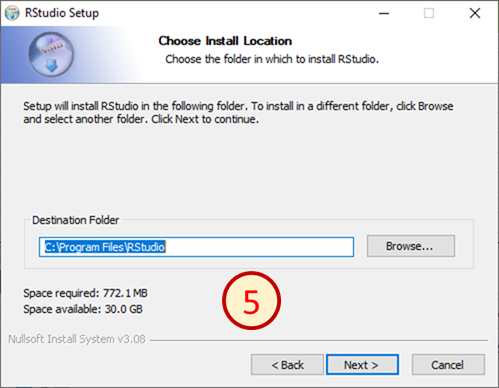 RStudio Setup
Choose Install Location
Choose the folder in which to install RStudio.
Setup will install RStudio in the following folder. To install in a different folder, click Browse
and select another folder. Click Next to continue.
Destination Folder
C:\Program Files\RStudio
Browse...
Space required: 772.1 MB
Space available: 30.0 GB
5
Nullsoft Install System v3.08
< Back
Next >
Cancel